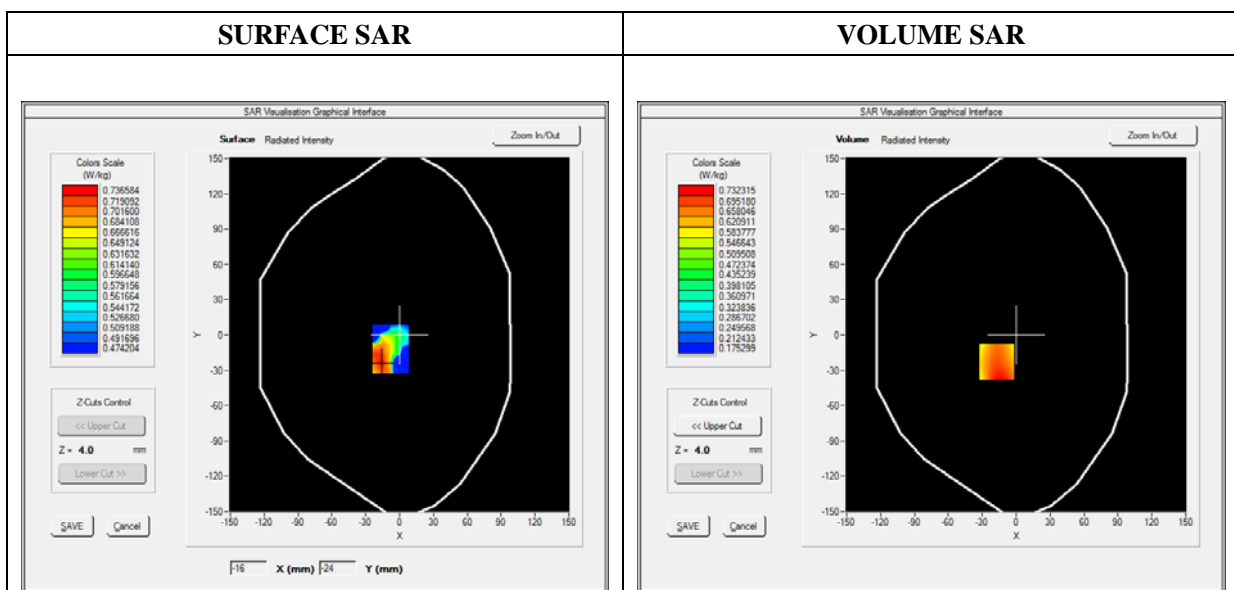 SURFACE SAR
SAR Visualisation Graphical Interface
Surface Radiated Intensity
Zoom In/Out
Colors Scale
(W/kg)
0.736584
0.719092
0.701600
0.684108
0.666616
0.649124
0.631632
0.614140
0.596648
0.579156
0.561664
0.544172
0.526680
0.509188
0.491696
0.474204
Z-Cuts Control
<< Upper Cut
Z = 4.0 mm
Lower Cut >>
SAVE Cancel
150
120
90
60
30
0
-30
-60
-90
-120
-150
Y
-150 -120 -90 -60 -30 0 30 60 90 120 150
X
-16 X (mm) -24 Y (mm)
VOLUME SAR
SAR Visualisation Graphical Interface
Volume Radiated Intensity
Zoom In/Out
Colors Scale
(W/kg)
0.732315
0.695180
0.658046
0.620911
0.583777
0.546643
0.509508
0.472374
0.435239
0.398105
0.360971
0.323836
0.286702
0.249568
0.212433
0.175299
Z-Cuts Control
<< Upper Cut
Z = 4.0 mm
Lower Cut >>
SAVE Cancel
150
120
90
60
30
0
-30
-60
-90
-120
-150
Y
-150 -120 -90 -60 -30 0 30 60 90 120 150
X